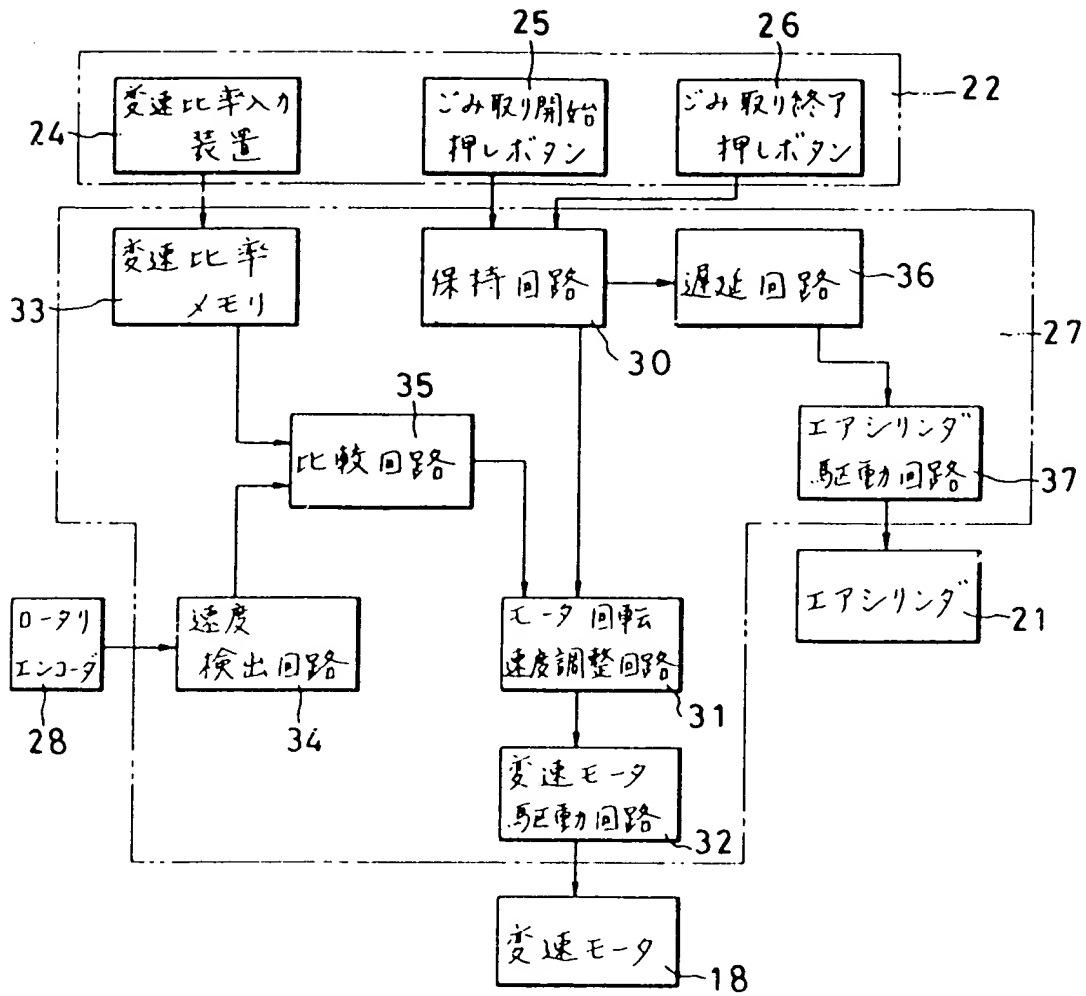 25
26
22
変速比率入力
装置
24
ごみ取り開始
押しボタン
ごみ取り終了
押しボタン
変速比率
メモリ
33
保持回路
30
遅延回路
36
27
35
比較回路
エアシリンダ
駆動回路
37
ロータリ
エンコーダ
28
速度
検出回路
34
モータ回転
速度調整回路
31
エアシリンダ
21
変速モータ
駆動回路
32
変速モータ
18